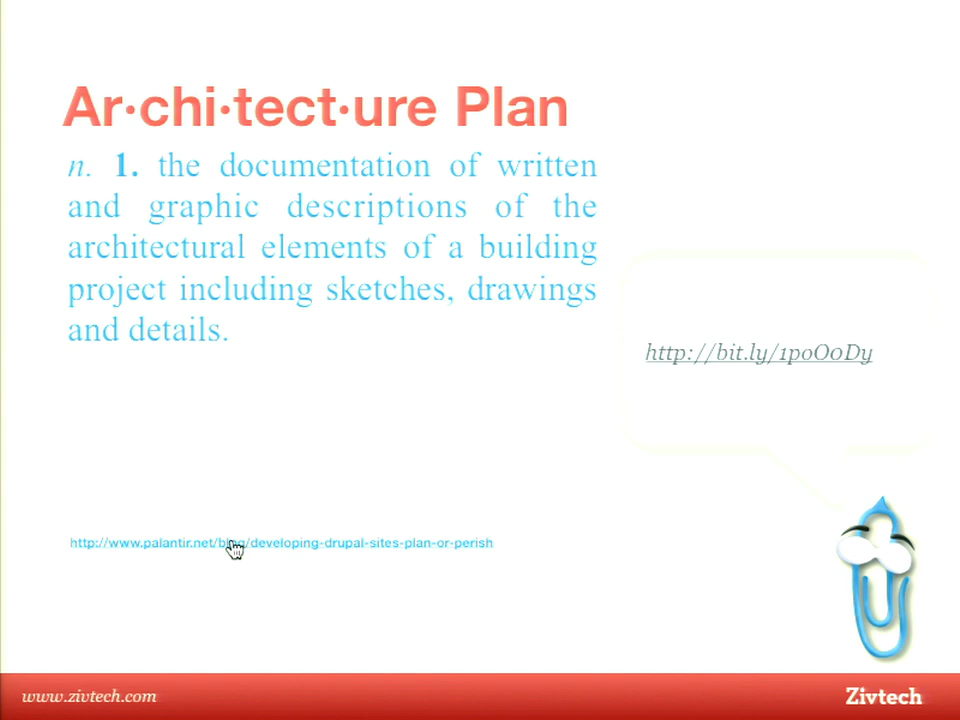 Ar·chi·tect·ure Plan
n. 1. the documentation of written
and graphic descriptions of the
architectural elements of a building
project including sketches, drawings
and details.
http://bit.ly/1poO0Dy
http://www.palantir.net/blog/developing-drupal-sites-plan-or-perish
www.zivtech.com
Zivtech